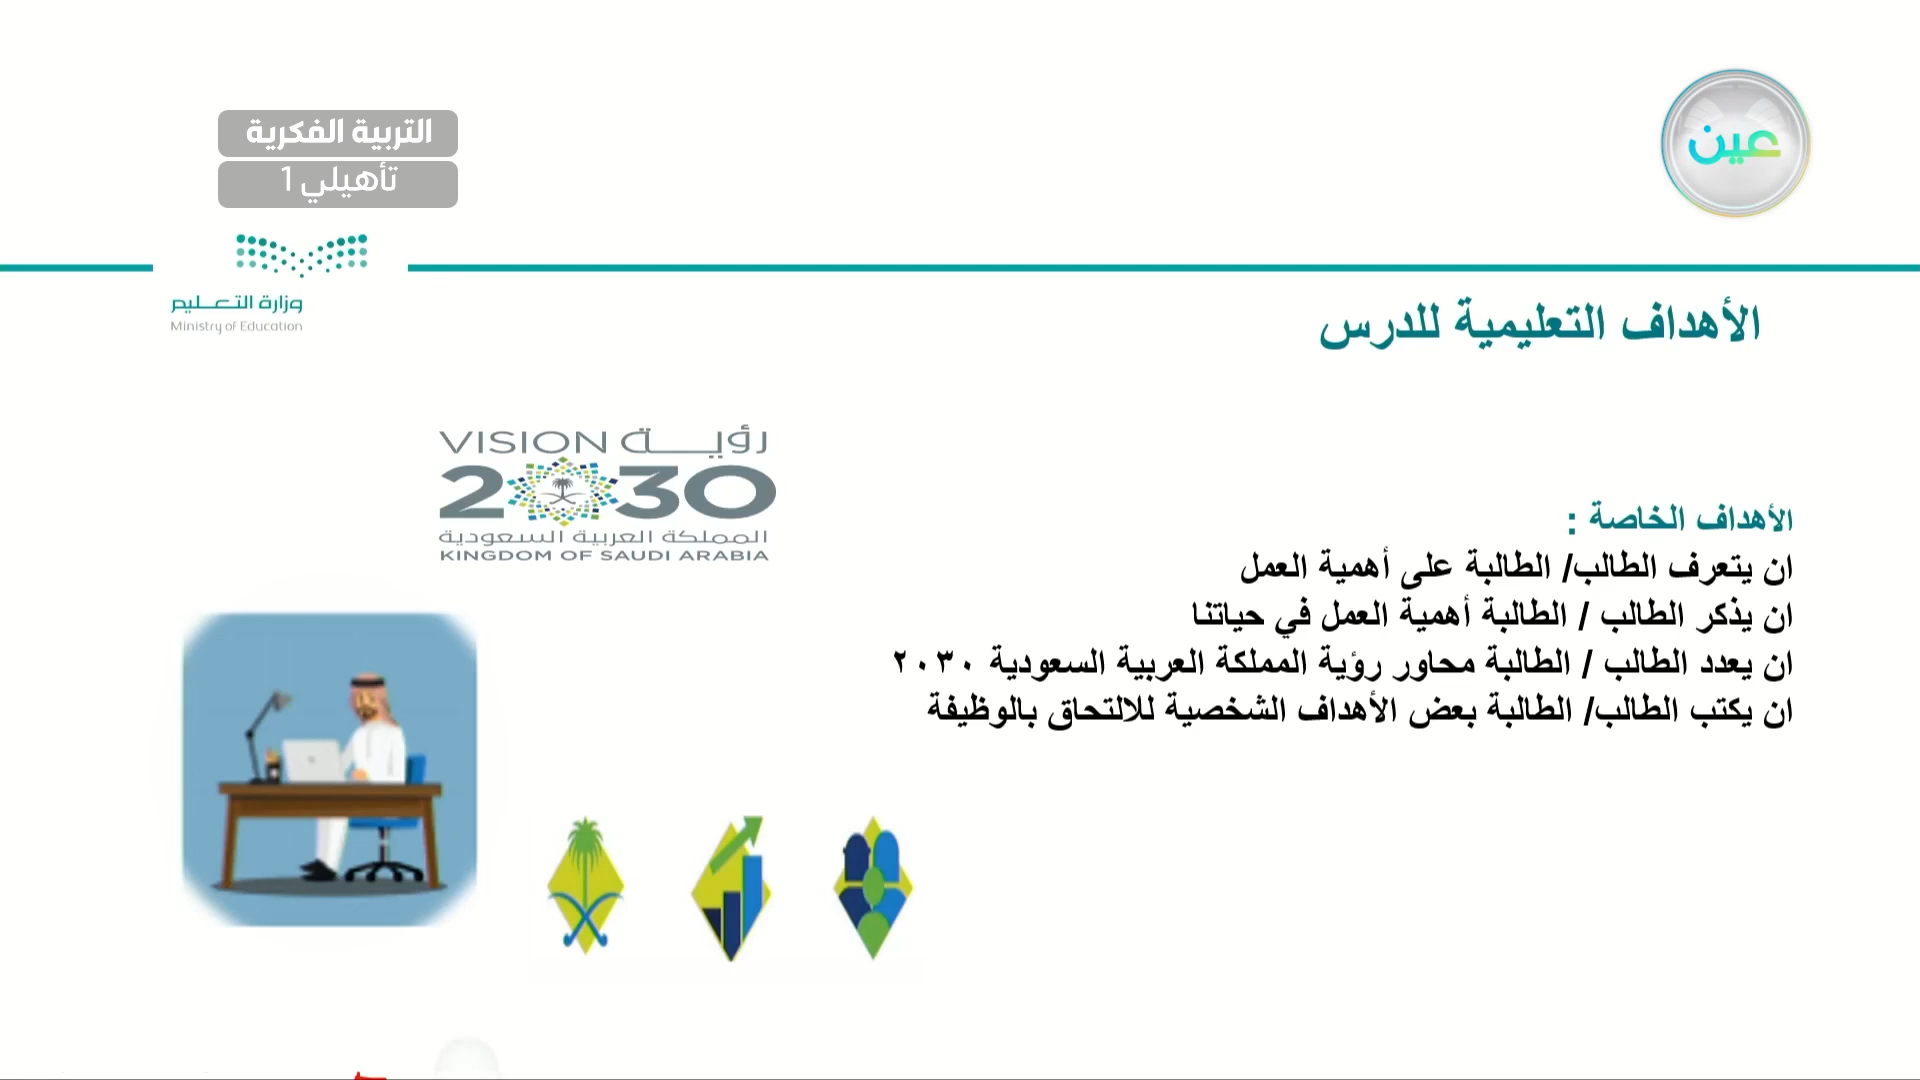 عين
التربية الفكرية
تأهيلي 1
وزارة التعليم
Ministry of Education
الأهداف التعليمية للدرس
VISION رؤية
2030
المملكة العربية السعودية
KINGDOM OF SAUDI ARABIA
الأهداف الخاصة :
ان يتعرف الطالب/ الطالبة على أهمية العمل
ان يذكر الطالب / الطالبة أهمية العمل في حياتنا
ان يعدد الطالب / الطالبة محاور رؤية المملكة العربية السعودية ٢٠٣٠
ان يكتب الطالب/ الطالبة بعض الأهداف الشخصية للالتحاق بالوظيفة